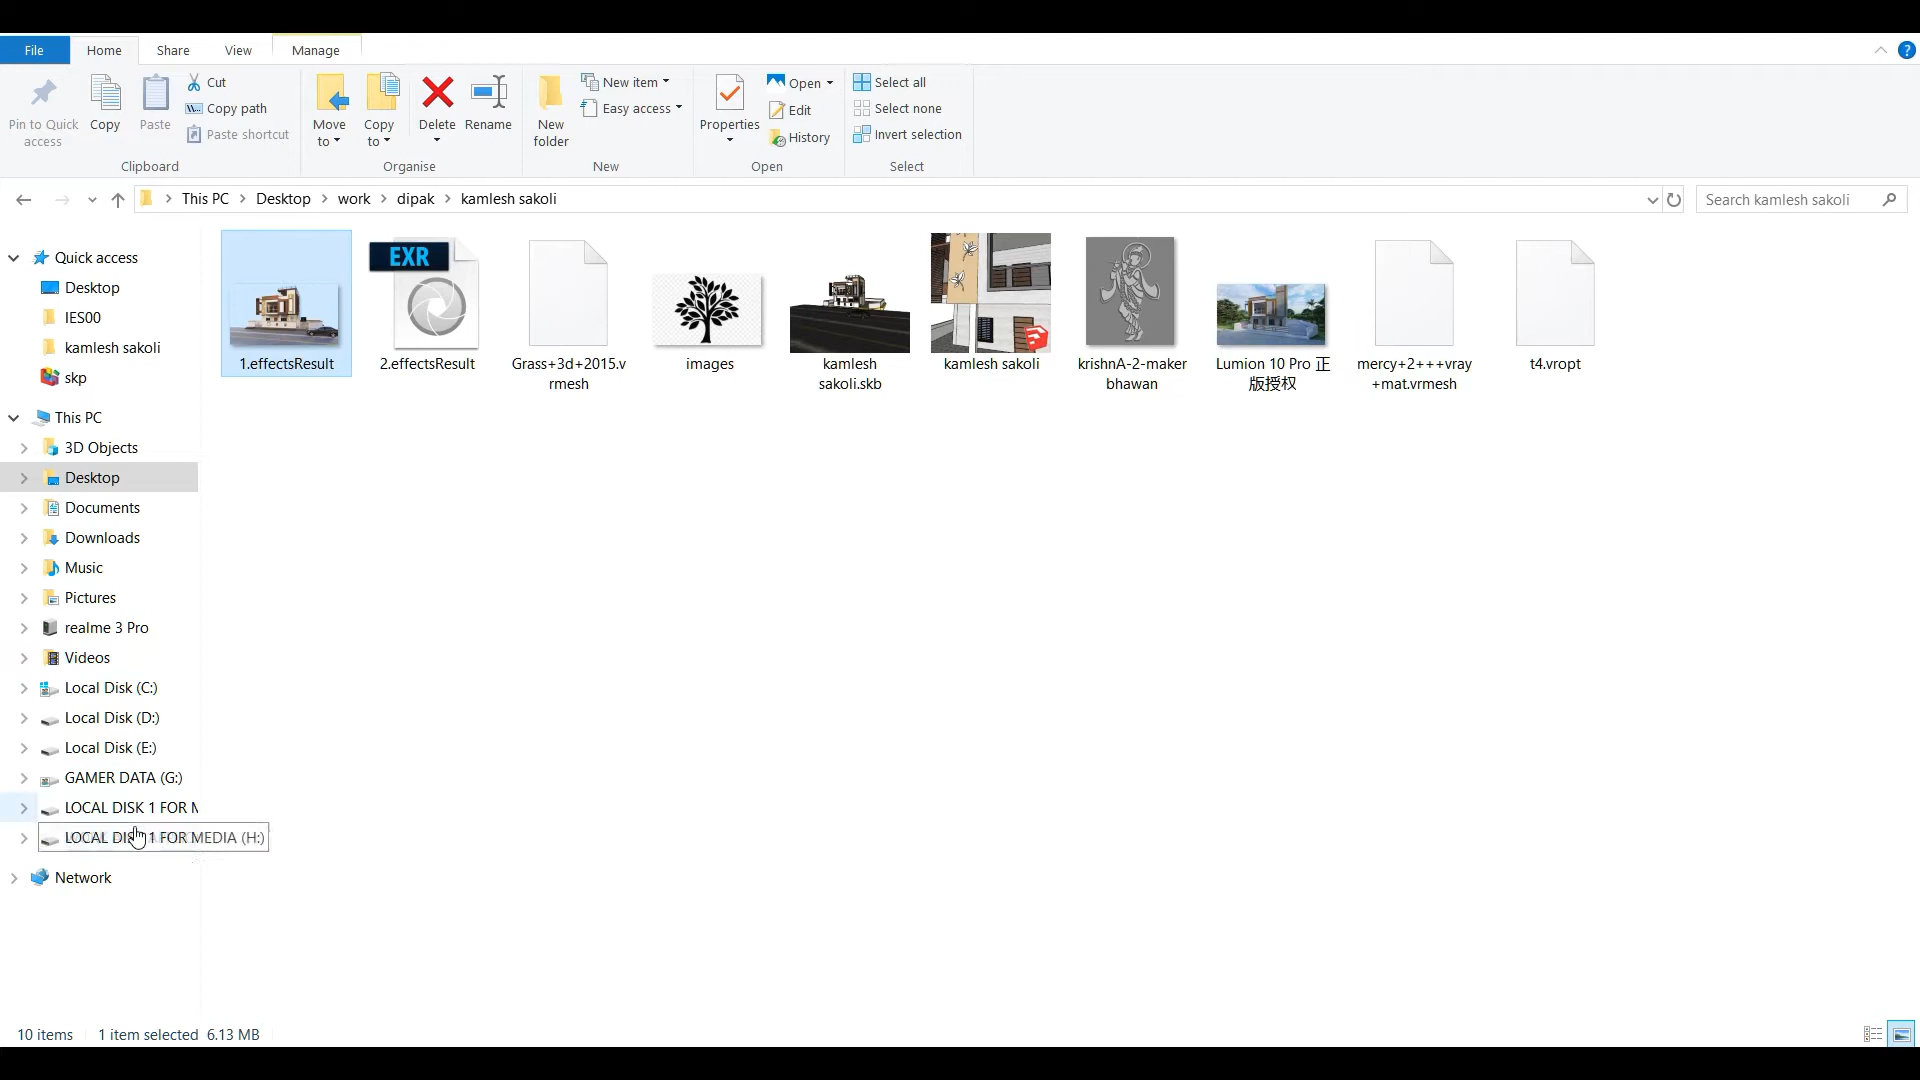 File Home Share View Manage
Pin to Quick access
Copy
Paste
Cut
Copy path
Paste shortcut
Clipboard
Move to
Copy to
Delete
Rename
Organise
New folder
New item
Easy access
New
Properties
Open
Edit
History
Open
Select all
Select none
Invert selection
Select
This PC > Desktop > work > dipak > kamlesh sakoli
Search kamlesh sakoli
Quick access
Desktop
IES00
kamlesh sakoli
skp
This PC
3D Objects
Desktop
Documents
Downloads
Music
Pictures
realme 3 Pro
Videos
Local Disk (C:)
Local Disk (D:)
Local Disk (E:)
GAMER DATA (G:)
LOCAL DISK 1 FOR M
LOCAL DISK 1 FOR MEDIA (H:)
Network
1.effectsResult
EXR
2.effectsResult
Grass+3d+2015.v
rmesh
images
kamlesh
sakoli.skb
kamlesh sakoli
krishnA-2-maker
bhawan
Lumion 10 Pro 正
版授权
mercy+2+++vray
+mat.vrmesh
t4.vropt
10 items 1 item selected 6.13 MB